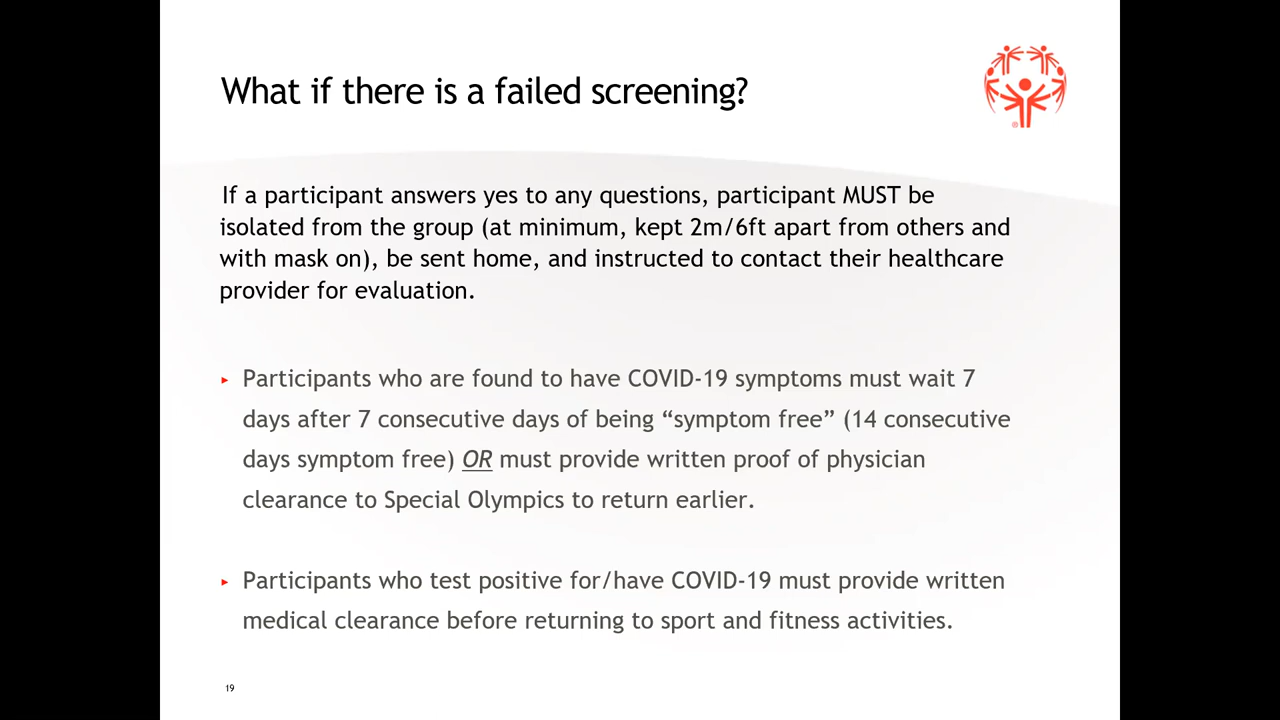 What if there is a failed screening?
If a participant answers yes to any questions, participant MUST be
isolated from the group (at minimum, kept 2m/6ft apart from others and
with mask on), be sent home, and instructed to contact their healthcare
provider for evaluation.
▸ Participants who are found to have COVID-19 symptoms must wait 7
days after 7 consecutive days of being “symptom free” (14 consecutive
days symptom free) OR must provide written proof of physician
clearance to Special Olympics to return earlier.
▸ Participants who test positive for/have COVID-19 must provide written
medical clearance before returning to sport and fitness activities.
19